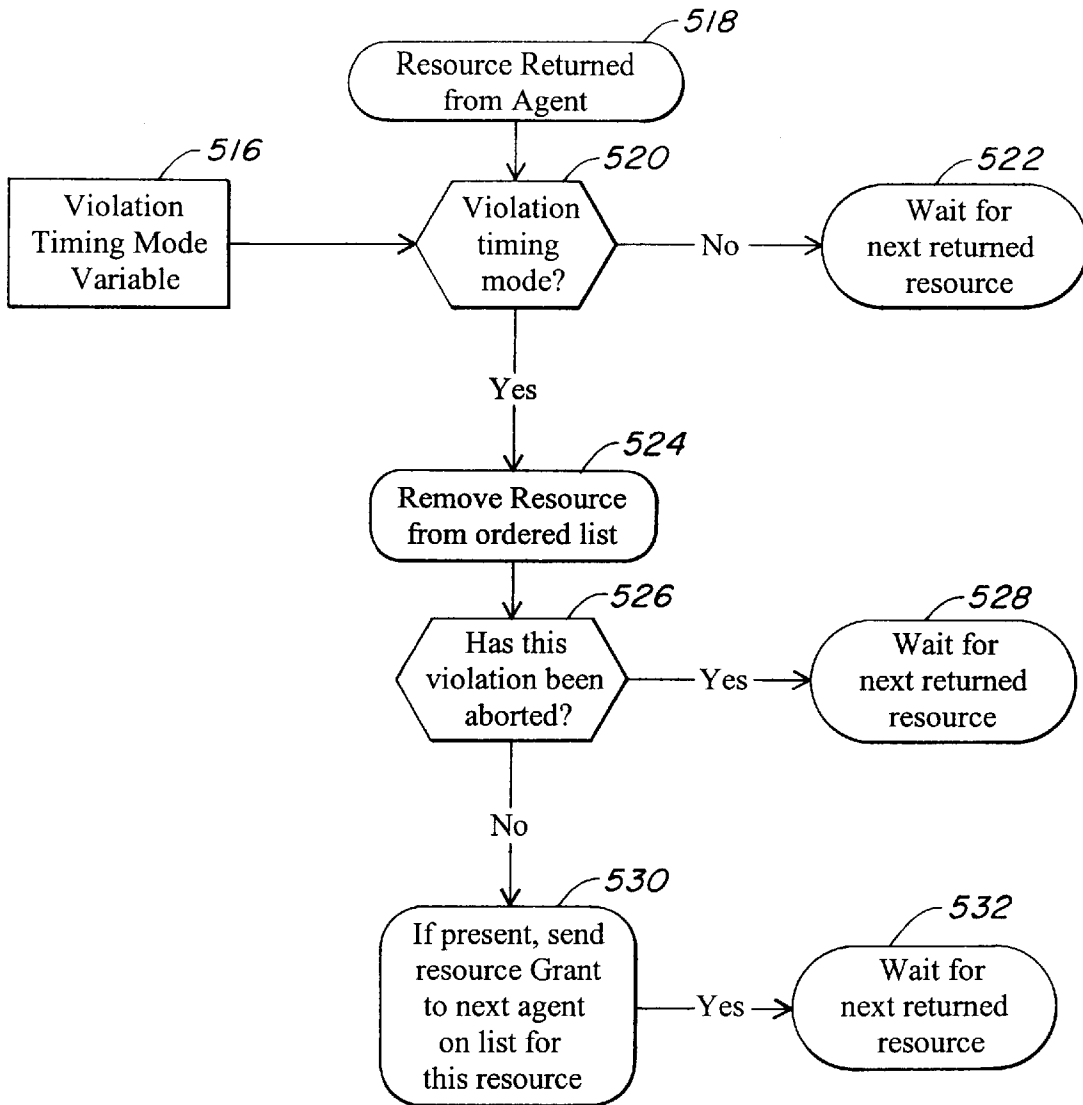 518
Resource Returned
from Agent
516
520
522
Violation
Timing Mode
Variable
Violation
timing
mode?
No
Wait for
next returned
resource
Yes
524
Remove Resource
from ordered list
526
528
Has this
violation been
aborted?
Yes
Wait for
next returned
resource
No
530
532
If present, send
resource Grant
to next agent
on list for
this resource
Yes
Wait for
next returned
resource